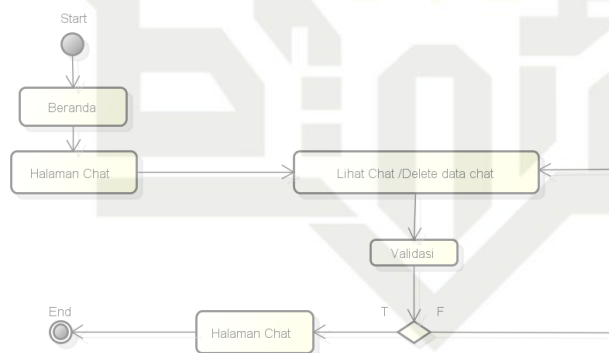 Start
Beranda
Halaman Chat
Lihat Chat /Delete data chat
Validasi
T
F
End
Halaman Chat